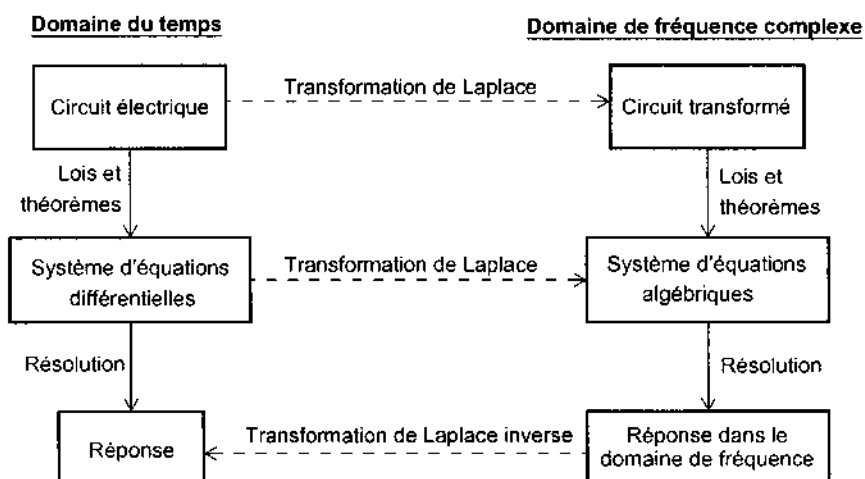 Domaine du temps
Domaine de fréquence complexe
Circuit électrique
Transformation de Laplace
Circuit transformé
Lois et
théorèmes
Lois et
théorèmes
Système d'équations
différentielles
Transformation de Laplace
Système d'équations
algébriques
Résolution
Résolution
Réponse
Transformation de Laplace inverse
Réponse dans le
domaine de fréquence